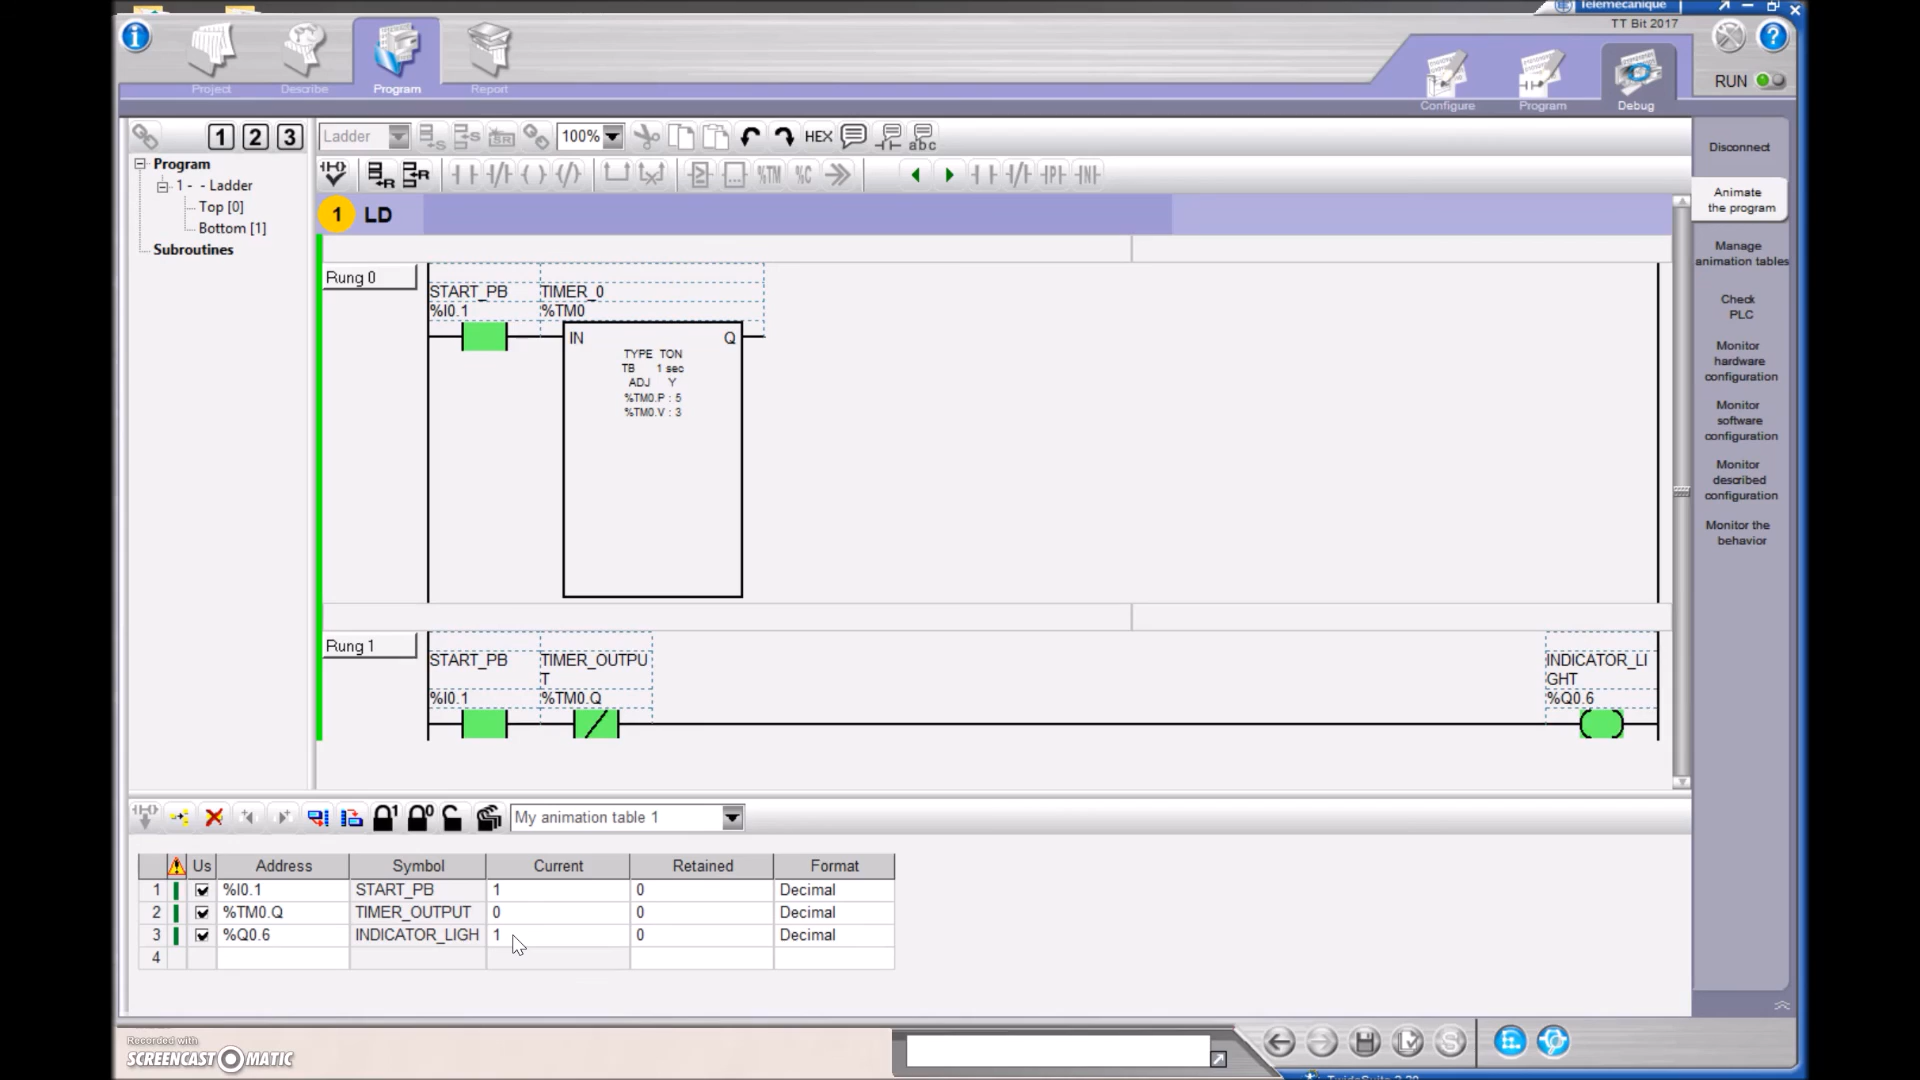 Telemecanique
TT Bit 2017
Project
Describe
Program
Report
Configure
Program
Debug
RUN
1 2 3
Ladder
100%
HEX
abc
%TM
%C
P
N
Program
1 - - Ladder
Top [0]
Bottom [1]
Subroutines
1 LD
Rung 0
START_PB TIMER_0
%I0.1 %TM0
IN Q
TYPE TON
TB 1 sec
ADJ Y
%TM0.P : 5
%TM0.V : 3
Rung 1
START_PB TIMER_OUTPU INDICATOR_LI
T GHT
%I0.1 %TM0.Q %Q0.6
Disconnect
Animate
the program
Manage
animation tables
Check
PLC
Monitor
hardware
configuration
Monitor
software
configuration
Monitor
described
configuration
Monitor the
behavior
My animation table 1
Us Address Symbol Current Retained Format
1 %I0.1 START_PB 1 0 Decimal
2 %TM0.Q TIMER_OUTPUT 0 0 Decimal
3 %Q0.6 INDICATOR_LIGH 1 0 Decimal
4
Recorded with
SCREENCAST MATIC